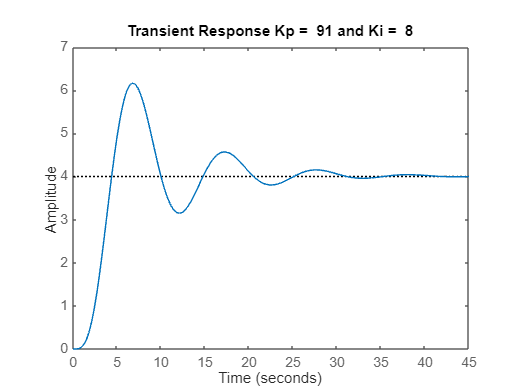 Transient Response Kp =  91 and Ki =  8
7
6
5
4
3
2
1
0
Amplitude
0 5 10 15 20 25 30 35 40 45
Time (seconds)